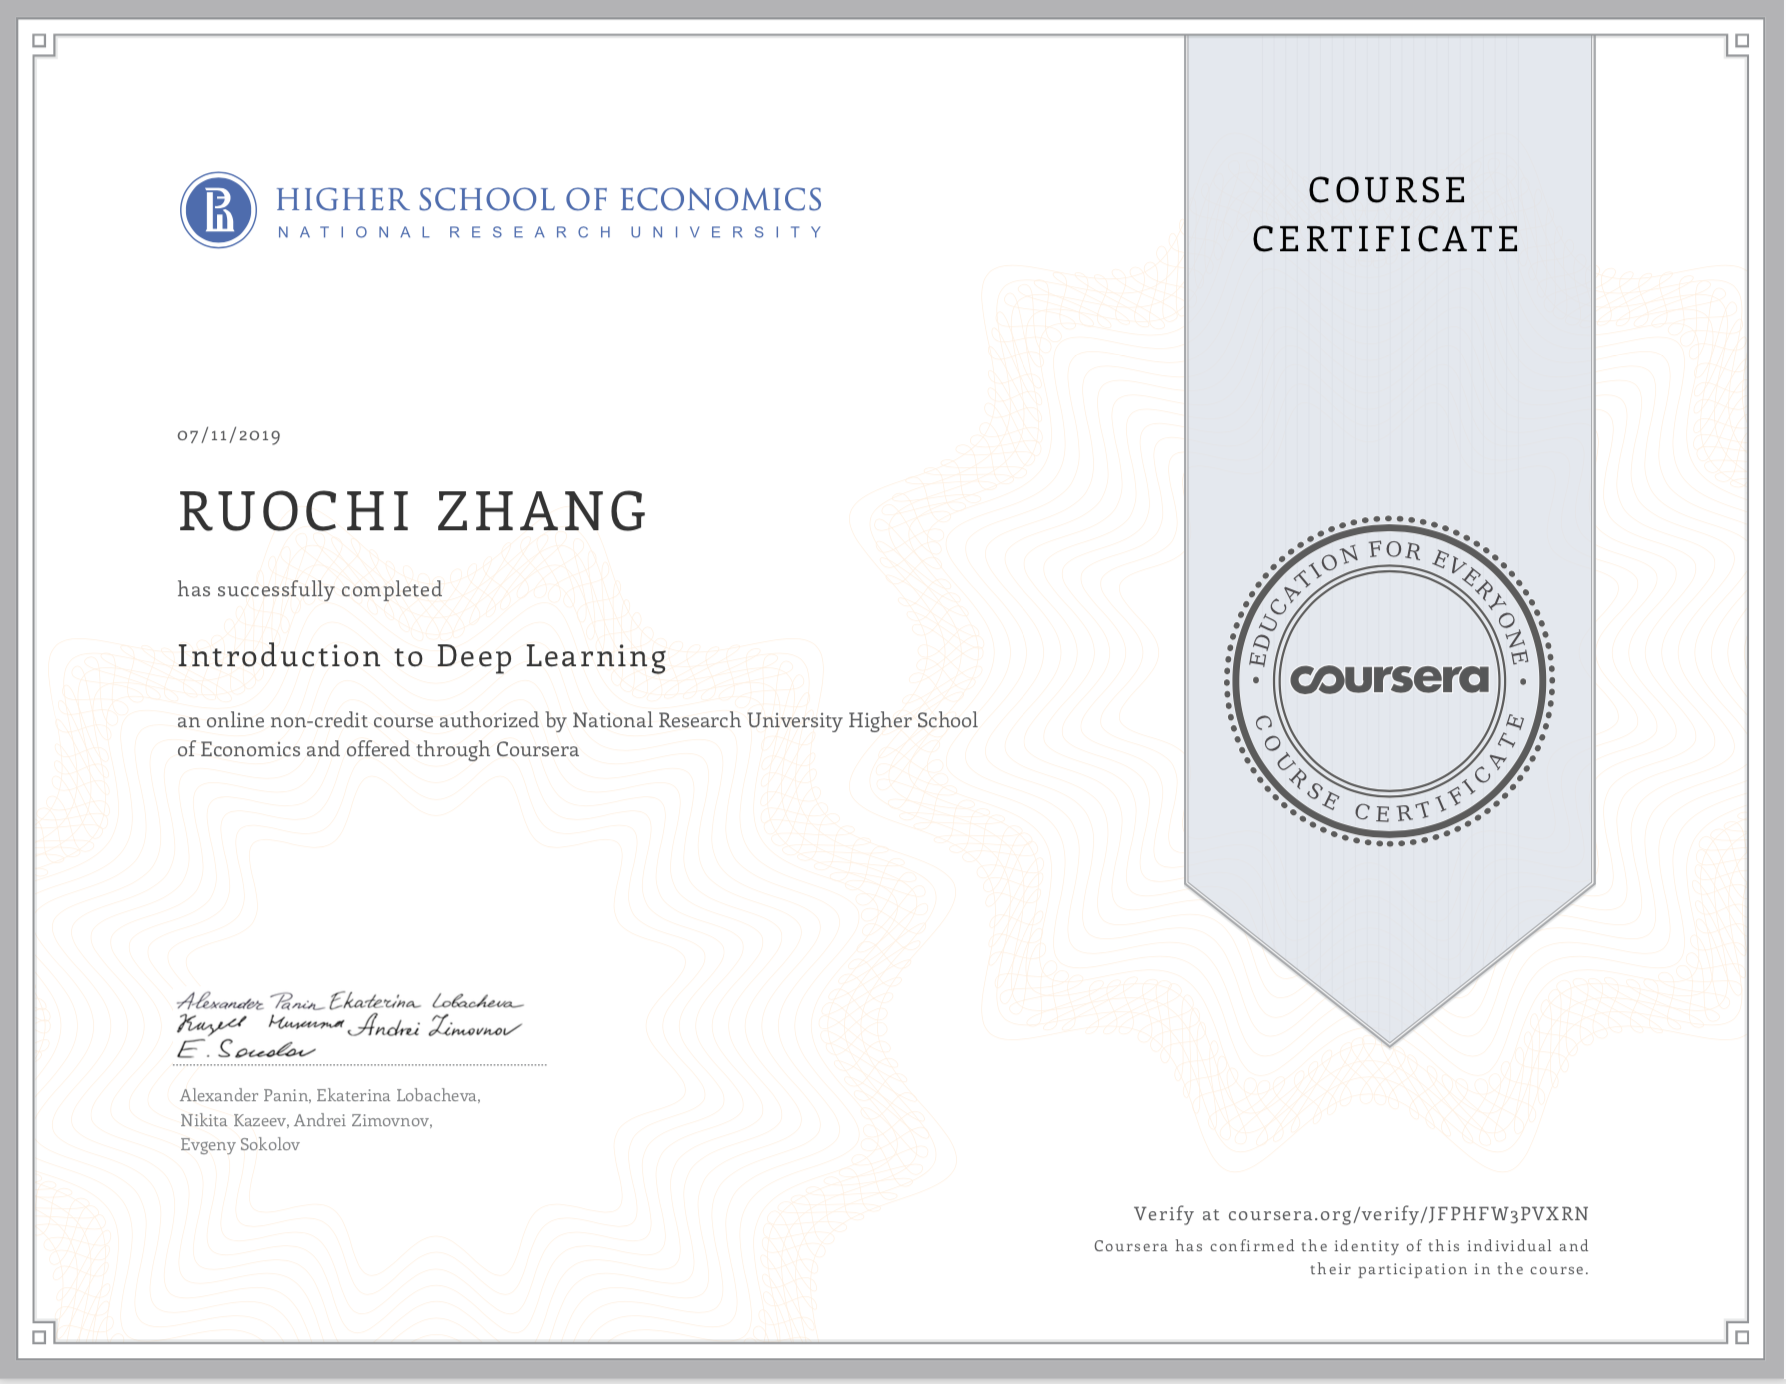 HIGHER SCHOOL OF ECONOMICS
NATIONAL RESEARCH UNIVERSITY
COURSE
CERTIFICATE
07/11/2019
RUOCHI ZHANG
has successfully completed
Introduction to Deep Learning
an online non-credit course authorized by National Research University Higher School
of Economics and offered through Coursera
EDUCATION FOR EVERYONE
coursera
COURSE CERTIFICATE
Alexander Panin Ekaterina Lobacheva
Andrei Zimovnov
E. Sokolov
Alexander Panin, Ekaterina Lobacheva,
Nikita Kazeev, Andrei Zimovnov,
Evgeny Sokolov
Verify at coursera.org/verify/JFPHFW3PVXRN
Coursera has confirmed the identity of this individual and
their participation in the course.